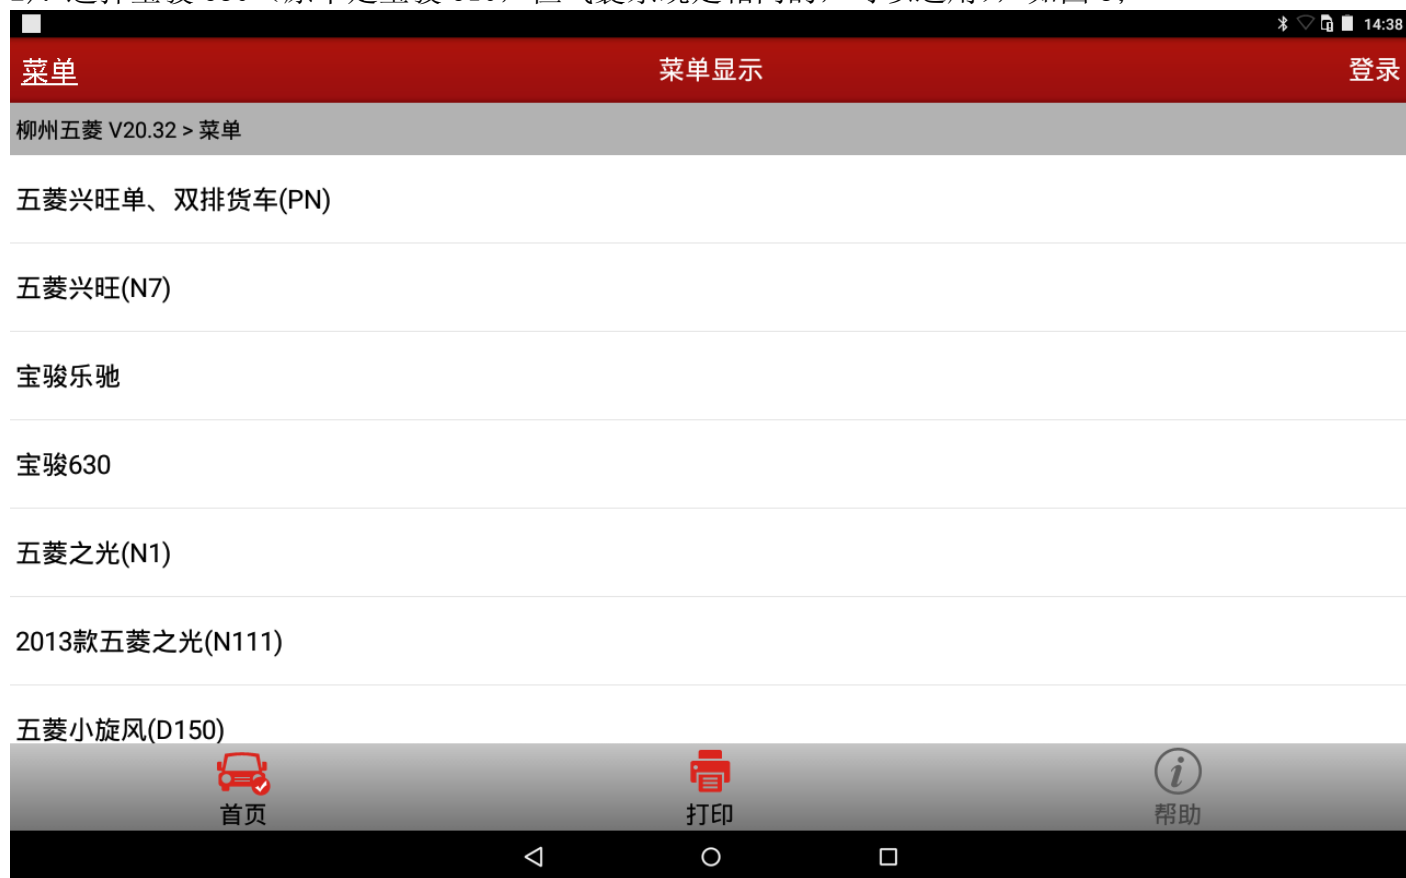 14:38
菜单 菜单显示 登录
柳州五菱 V20.32 > 菜单
五菱兴旺单、双排货车(PN)
五菱兴旺(N7)
宝骏乐驰
宝骏630
五菱之光(N1)
2013款五菱之光(N111)
五菱小旋风(D150)
首页 打印 帮助